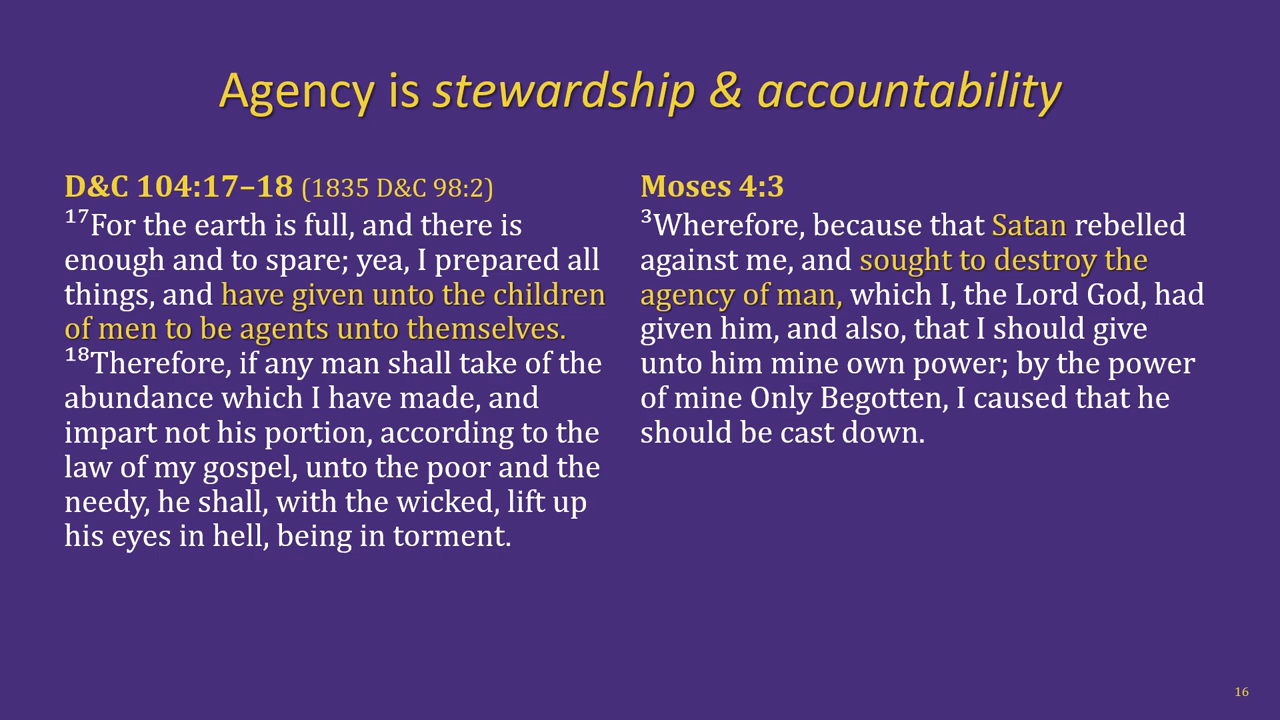 Agency is stewardship & accountability
D&C 104:17–18 (1835 D&C 98:2)
¹⁷For the earth is full, and there is
enough and to spare; yea, I prepared all
things, and have given unto the children
of men to be agents unto themselves.
¹⁸Therefore, if any man shall take of the
abundance which I have made, and
impart not his portion, according to the
law of my gospel, unto the poor and the
needy, he shall, with the wicked, lift up
his eyes in hell, being in torment.
Moses 4:3
³Wherefore, because that Satan rebelled
against me, and sought to destroy the
agency of man, which I, the Lord God, had
given him, and also, that I should give
unto him mine own power; by the power
of mine Only Begotten, I caused that he
should be cast down.
16